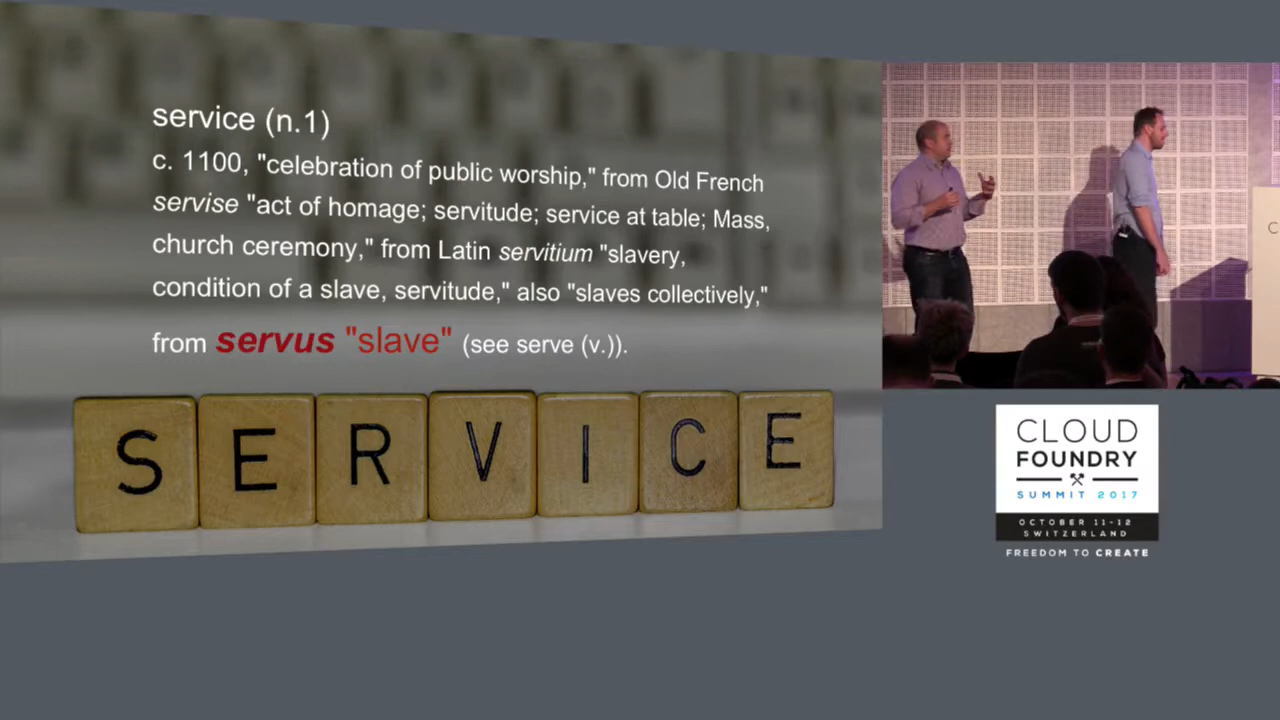 service (n.1)
c. 1100, "celebration of public worship," from Old French
servise "act of homage; servitude; service at table; Mass,
church ceremony," from Latin servitium "slavery,
condition of a slave, servitude," also "slaves collectively,"
from servus "slave" (see serve (v.)).
SERVICE
C
CLOUD
FOUNDRY
SUMMIT 2017
OCTOBER 11-12
SWITZERLAND
FREEDOM TO CREATE